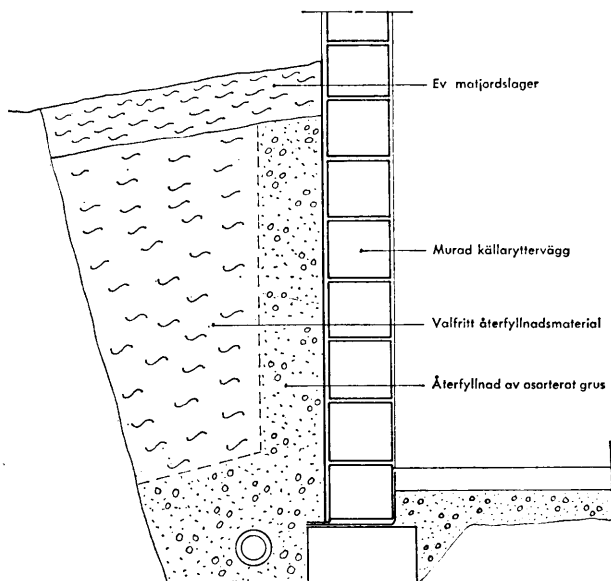 Ev matjordslager
Murad källaryttervägg
Valfritt återfyllnadsmaterial
Återfyllnad av osorterat grus